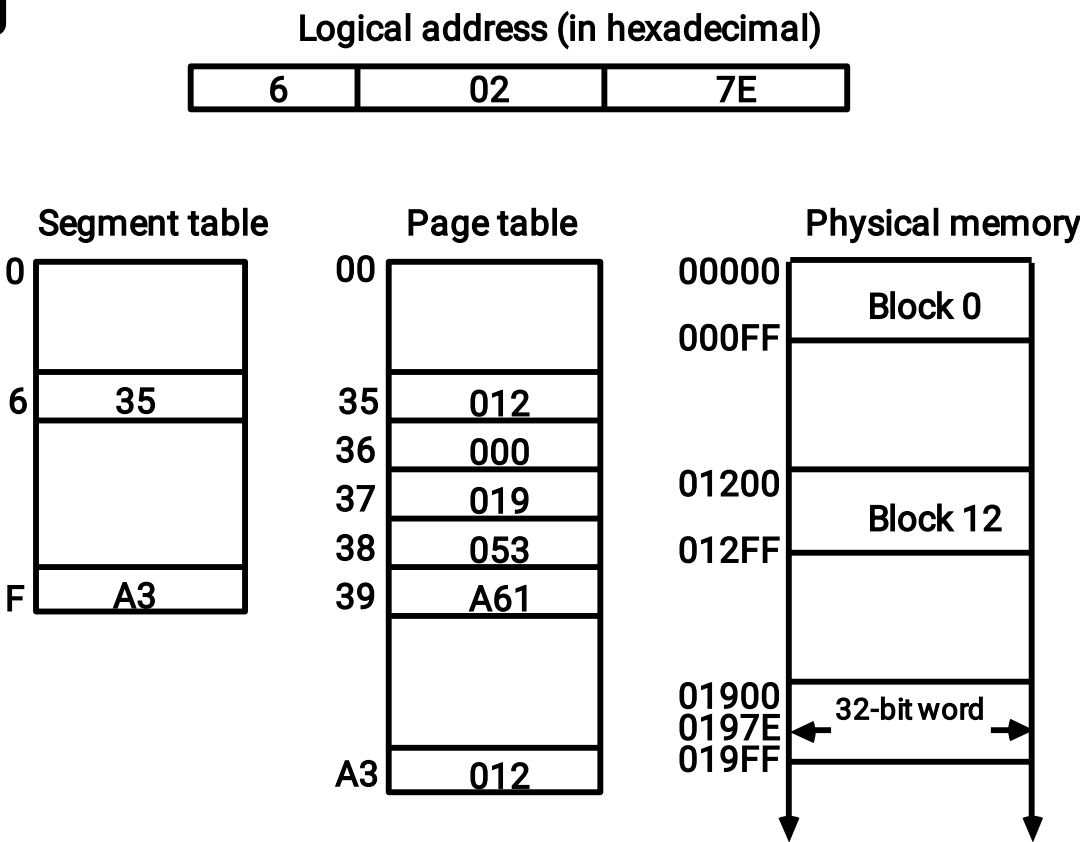 Logical address (in hexadecimal)
6 02 7E
Segment table
0
6 35
F A3
Page table
00
35 012
36 000
37 019
38 053
39 A61
A3 012
Physical memory
00000
Block 0
000FF
01200
Block 12
012FF
01900
32-bit word
0197E
019FF